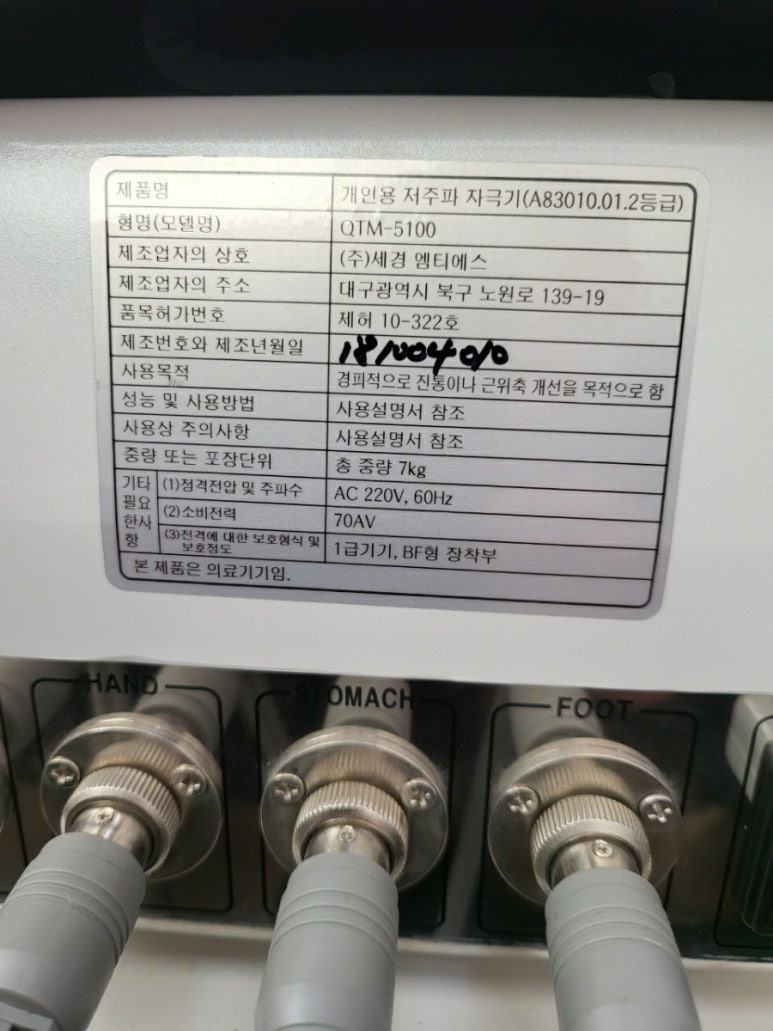 제품명 개인용 저주파 자극기(A83010.01.2등급)
형명(모델명) QTM-5100
제조업자의 상호 (주)세경 엠티에스
제조업자의 주소 대구광역시 북구 노원로 139-19
품목허가번호 제허 10-322호
제조번호와 제조년월일 181004010
사용목적 경피적으로 진통이나 근위축 개선을 목적으로 함
성능 및 사용방법 사용설명서 참조
사용상 주의사항 사용설명서 참조
중량 또는 포장단위 총 중량 7kg
기타 필요한사항 (1)정격전압 및 주파수 AC 220V, 60Hz
(2)소비전력 70AV
(3)전격에 대한 보호형식 및 보호정도 1급기기, BF형 장착부
본 제품은 의료기기임.
HAND STOMACH FOOT